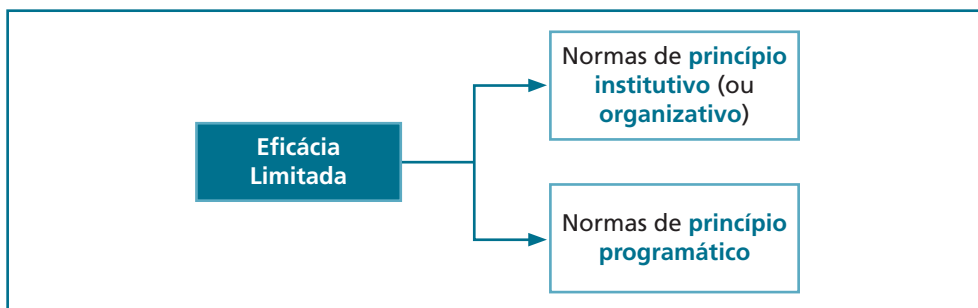 Eficácia
Limitada
Normas de princípio
institutivo (ou
organizativo)
Normas de princípio
programático